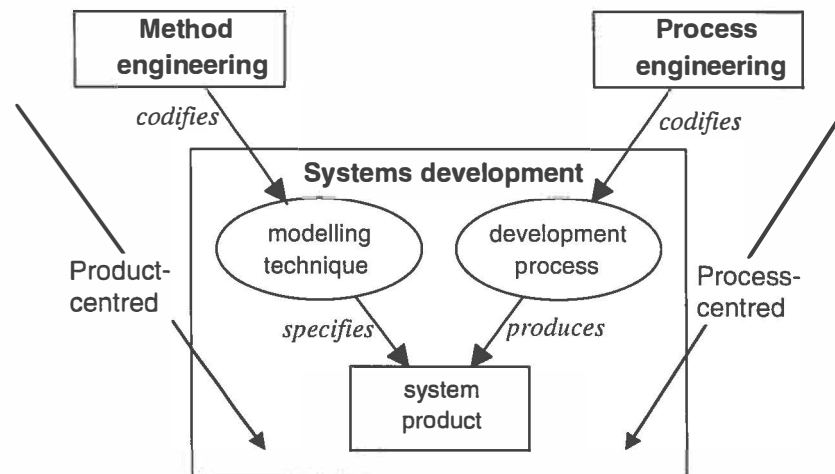 Method
engineering
Process
engineering
codifies
codifies
Systems development
modelling
technique
development
process
Product-
centred
Process-
centred
specifies
produces
system
product